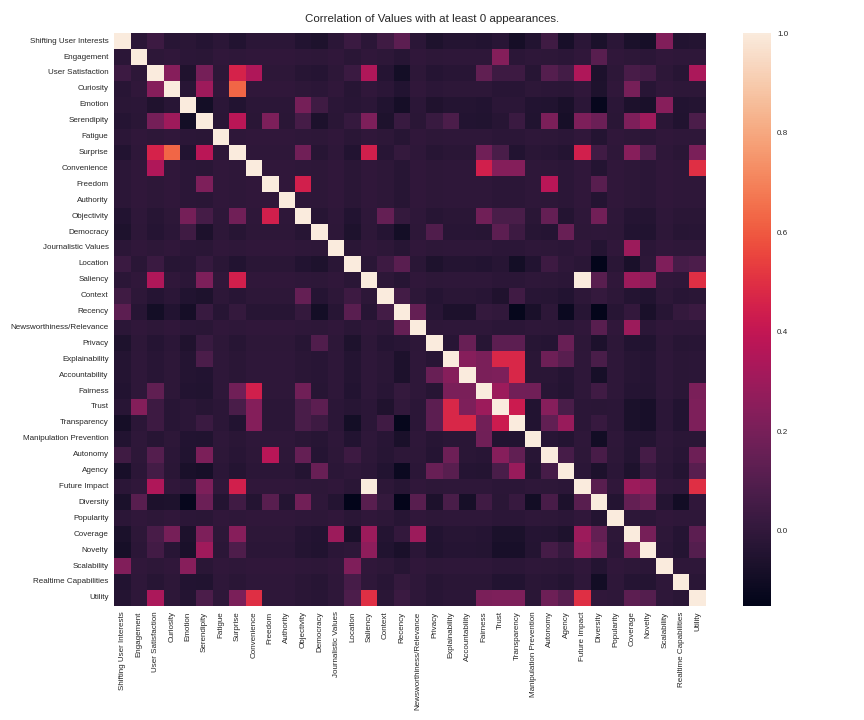 Correlation of Values with at least 0 appearances.
Shifting User Interests
Engagement
User Satisfaction
Curiosity
Emotion
Serendipity
Fatigue
Surprise
Convenience
Freedom
Authority
Objectivity
Democracy
Journalistic Values
Location
Saliency
Context
Recency
Newsworthiness/Relevance
Privacy
Explainability
Accountability
Fairness
Trust
Transparency
Manipulation Prevention
Autonomy
Agency
Future Impact
Diversity
Popularity
Coverage
Novelty
Scalability
Realtime Capabilities
Utility
Shifting User Interests
Engagement
User Satisfaction
Curiosity
Emotion
Serendipity
Fatigue
Surprise
Convenience
Freedom
Authority
Objectivity
Democracy
Journalistic Values
Location
Saliency
Context
Recency
Newsworthiness/Relevance
Privacy
Explainability
Accountability
Fairness
Trust
Transparency
Manipulation Prevention
Autonomy
Agency
Future Impact
Diversity
Popularity
Coverage
Novelty
Scalability
Realtime Capabilities
Utility
1.0
0.8
0.6
0.4
0.2
0.0